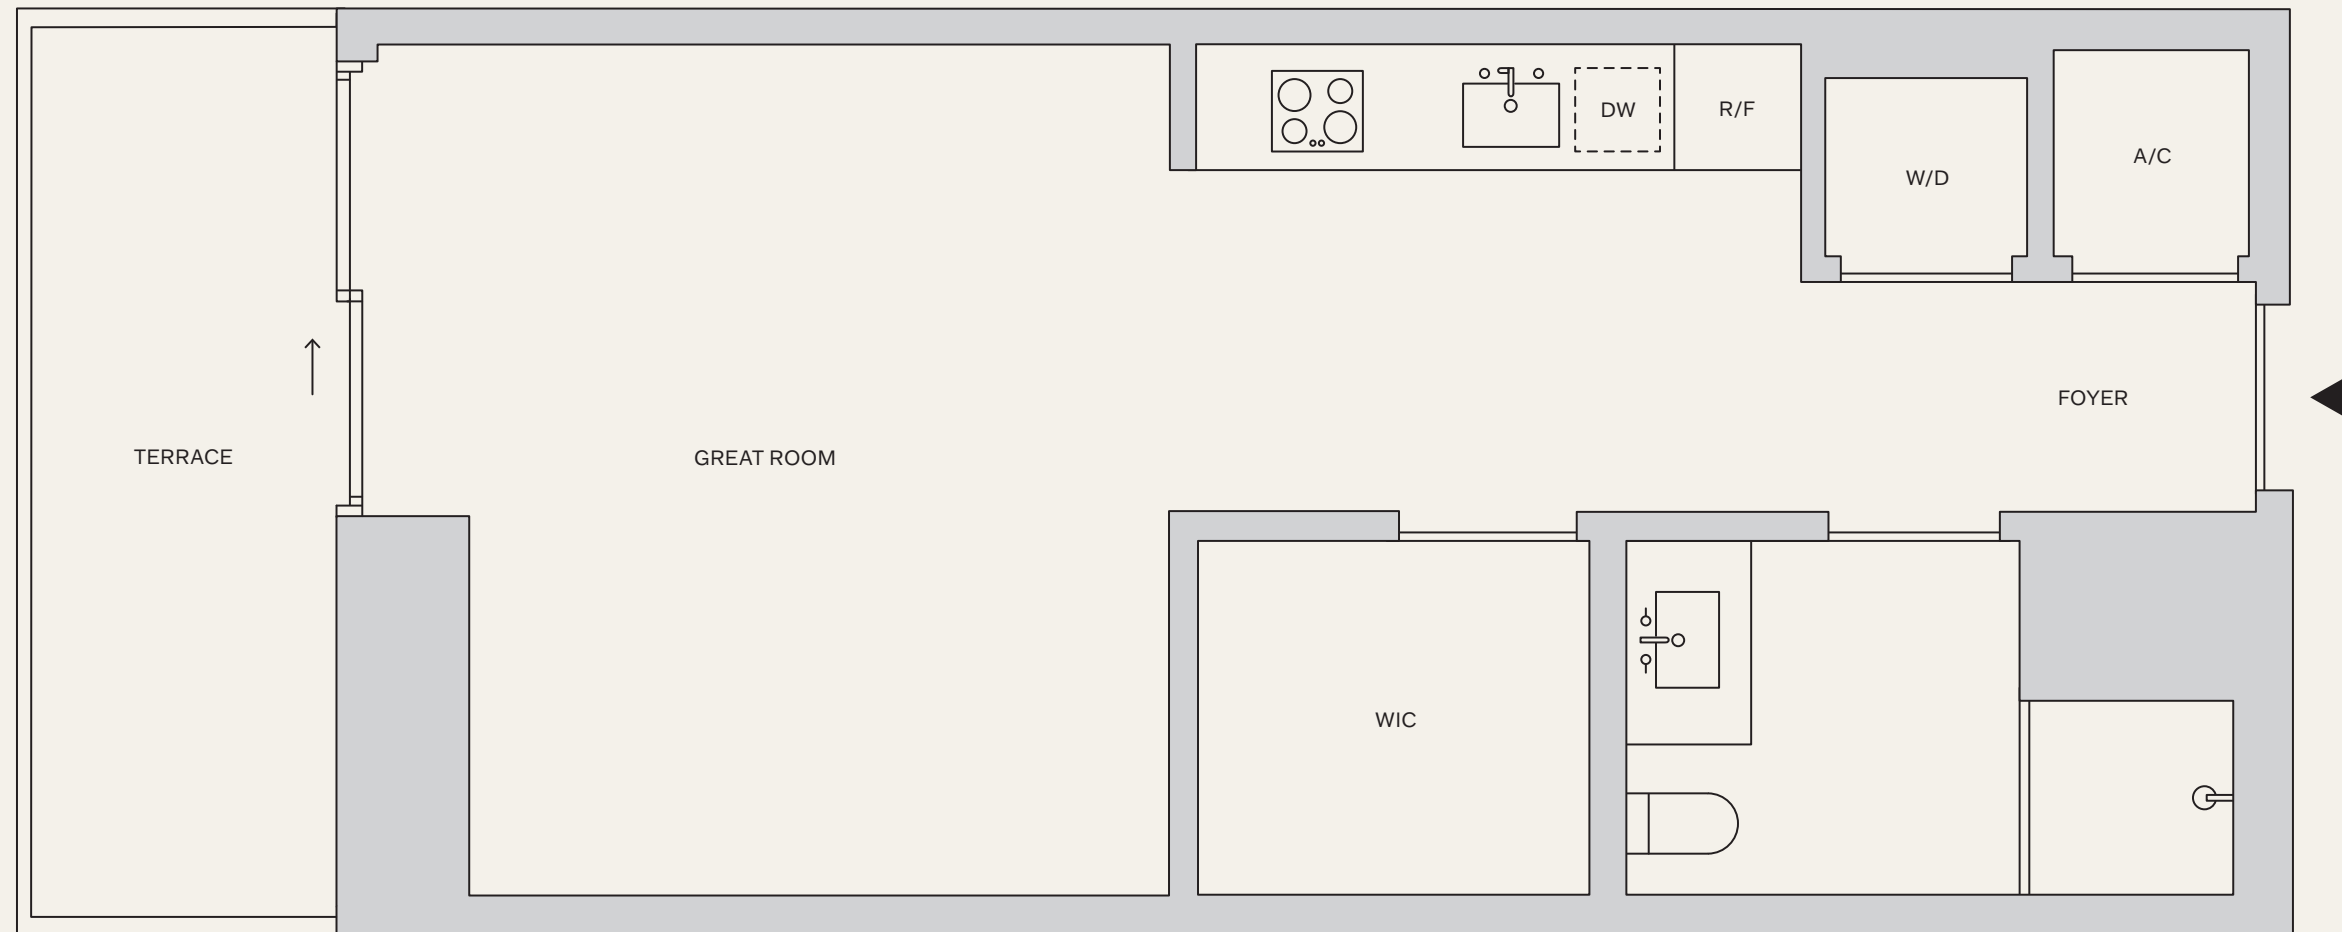 DW
R/F
A/C
W/D
FOYER
TERRACE
GREAT ROOM
WIC